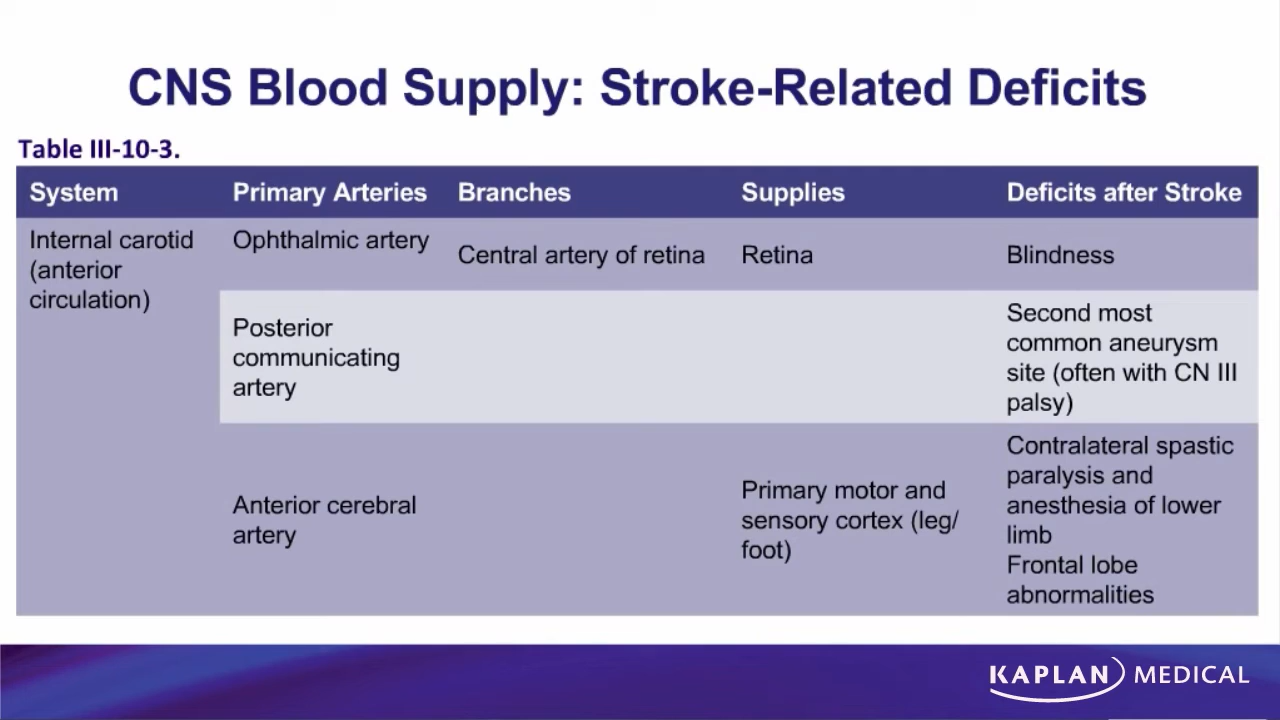 CNS Blood Supply: Stroke-Related Deficits
Table III-10-3.
System
Primary Arteries
Branches
Supplies
Deficits after Stroke
Internal carotid
(anterior
circulation)
Ophthalmic artery
Central artery of retina
Retina
Blindness
Posterior
communicating
artery
Second most
common aneurysm
site (often with CN III
palsy)
Anterior cerebral
artery
Primary motor and
sensory cortex (leg/
foot)
Contralateral spastic
paralysis and
anesthesia of lower
limb
Frontal lobe
abnormalities
KAPLAN MEDICAL